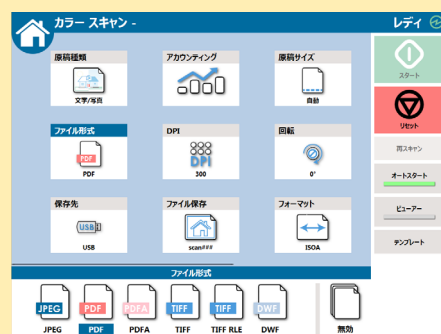 カラー スキャン -
レディ
原稿種類
アカウンティング
原稿サイズ
文字/写真
自動
スタート
ファイル形式
DPI
回転
PDF
DPI
PDF
300
0°
リセット
再スキャン
オートスタート
保存先
ファイル保存
フォーマット
ビューアー
USB
USB
scan###
ISOA
テンプレート
ファイル形式
JPEG
PDF
PDFA
TIFF
TIFF
DWF
JPEG
PDF
PDFA
TIFF
TIFF RLE
DWF
無効